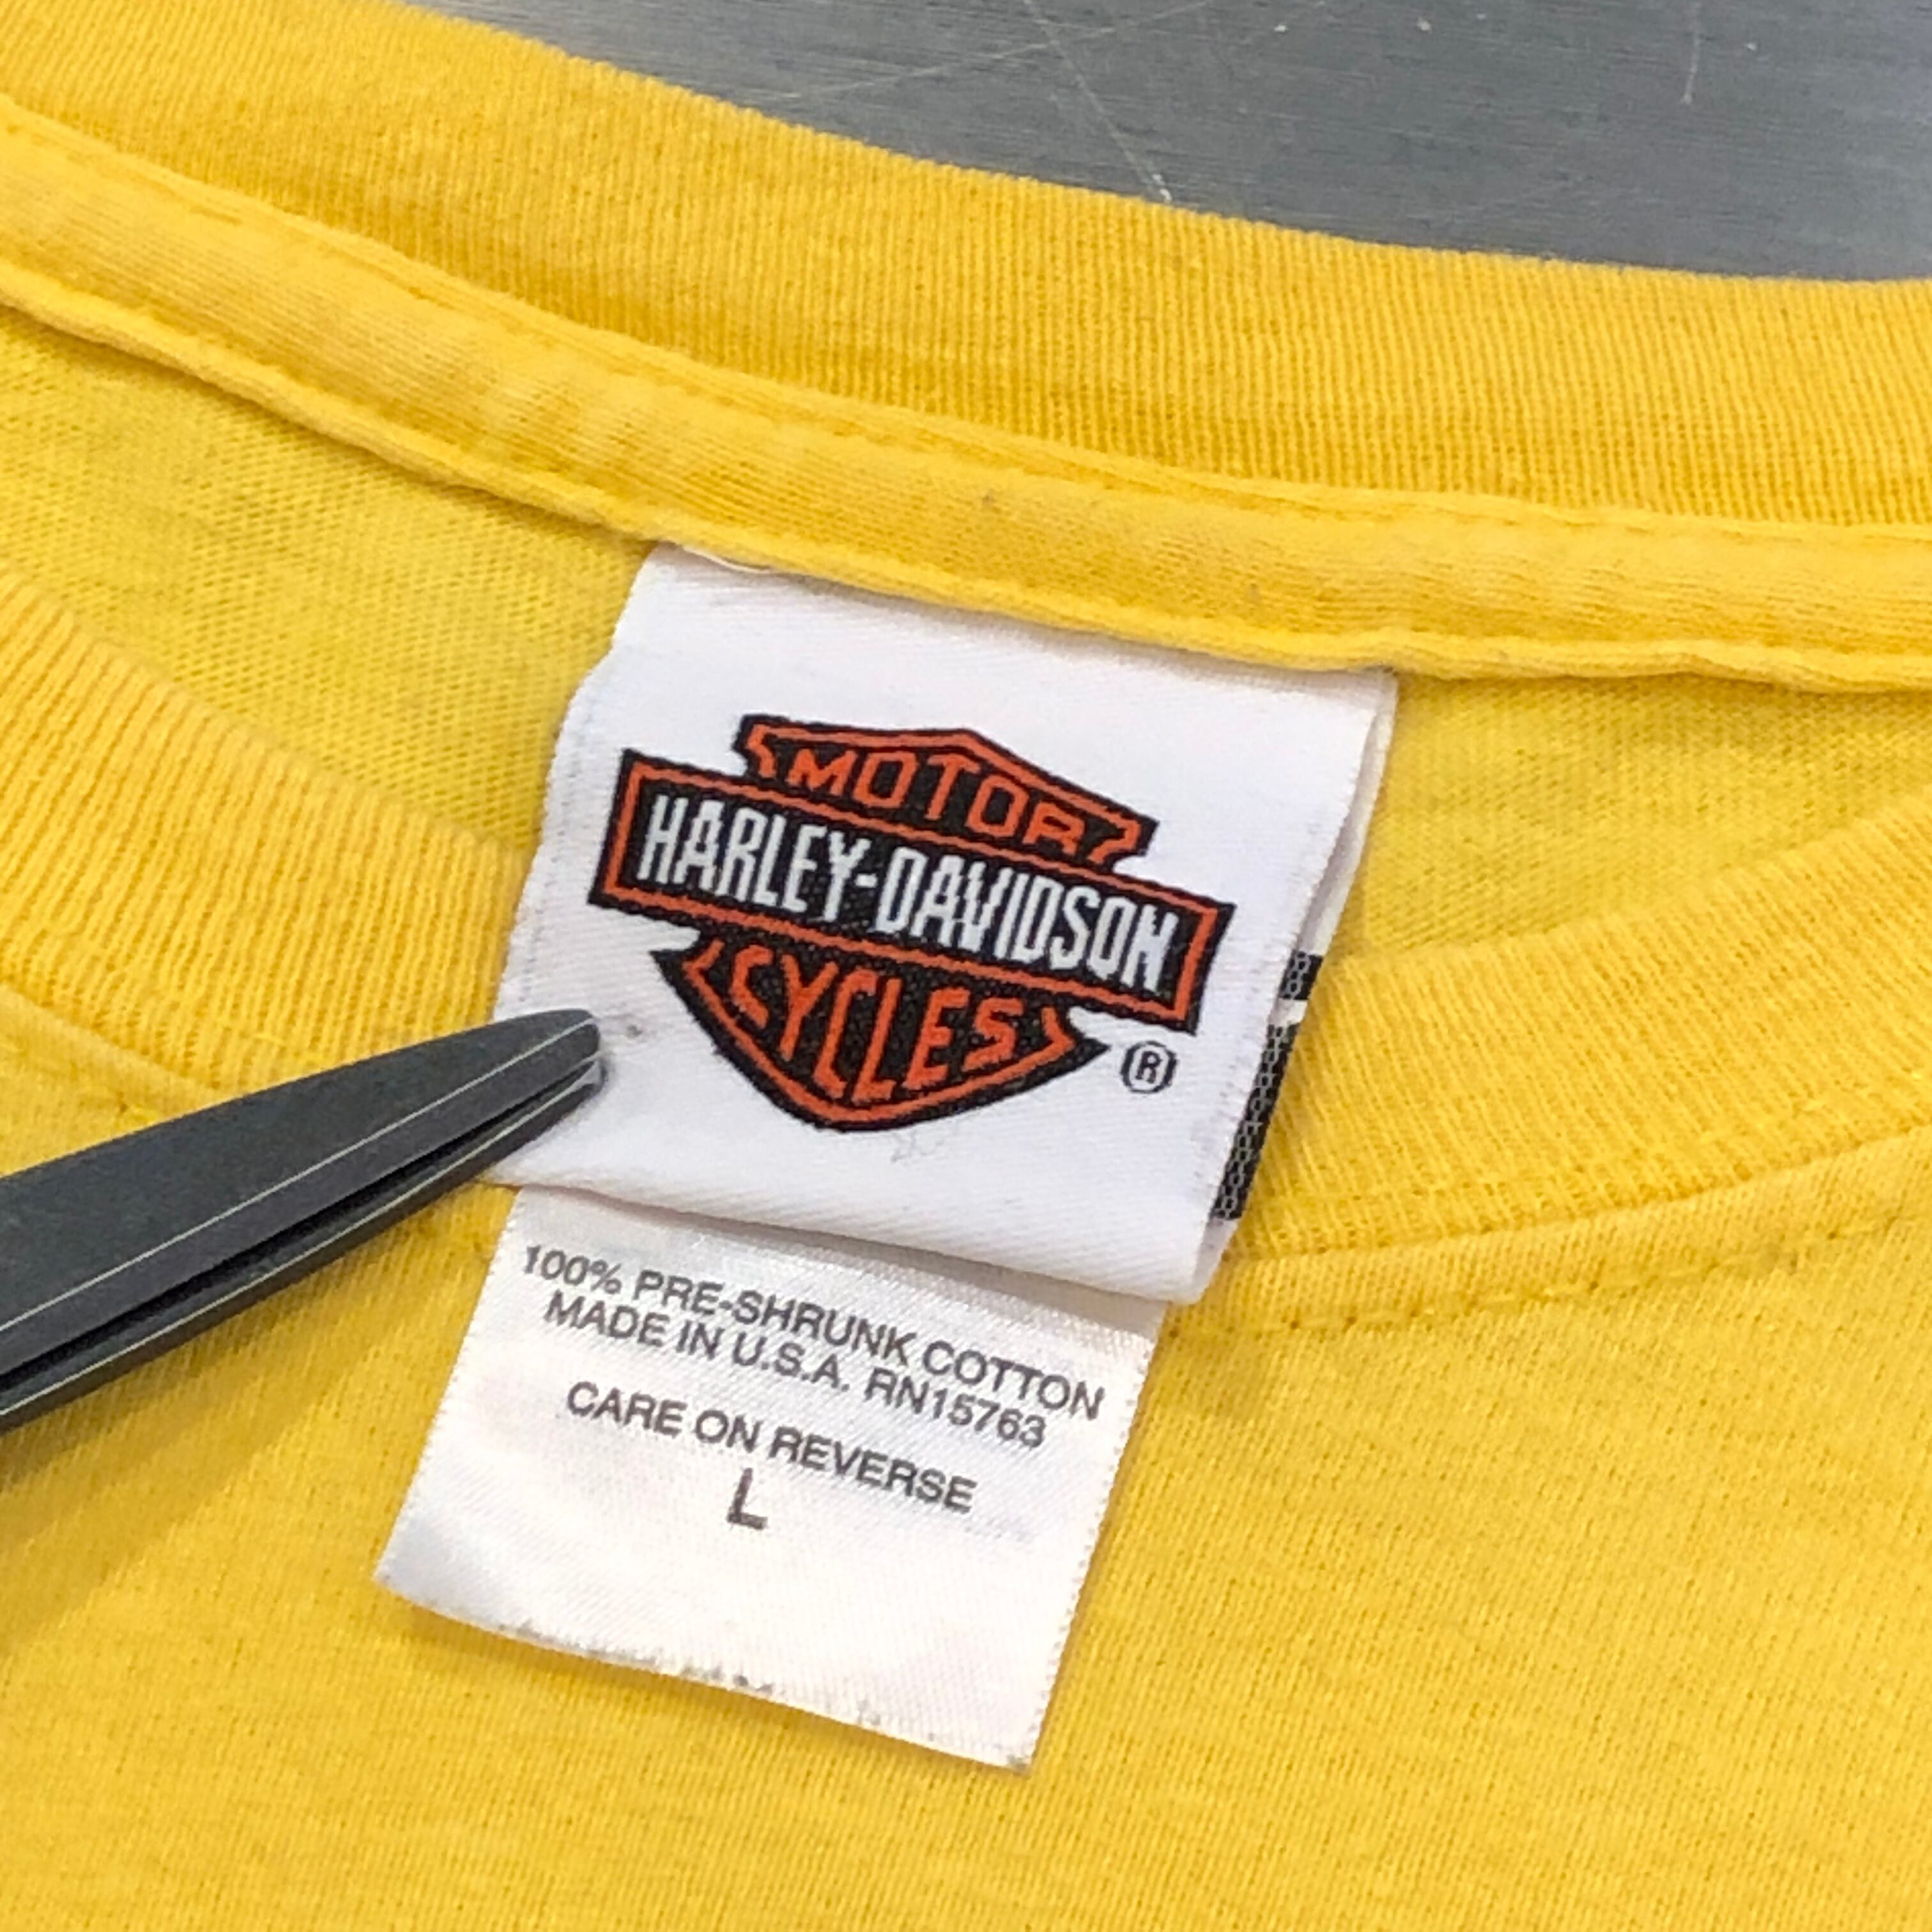 MOTOR
HARLEY-DAVIDSON
CYCLES
®
100% PRE-SHRUNK COTTON
MADE IN U.S.A. RN15763
CARE ON REVERSE
L